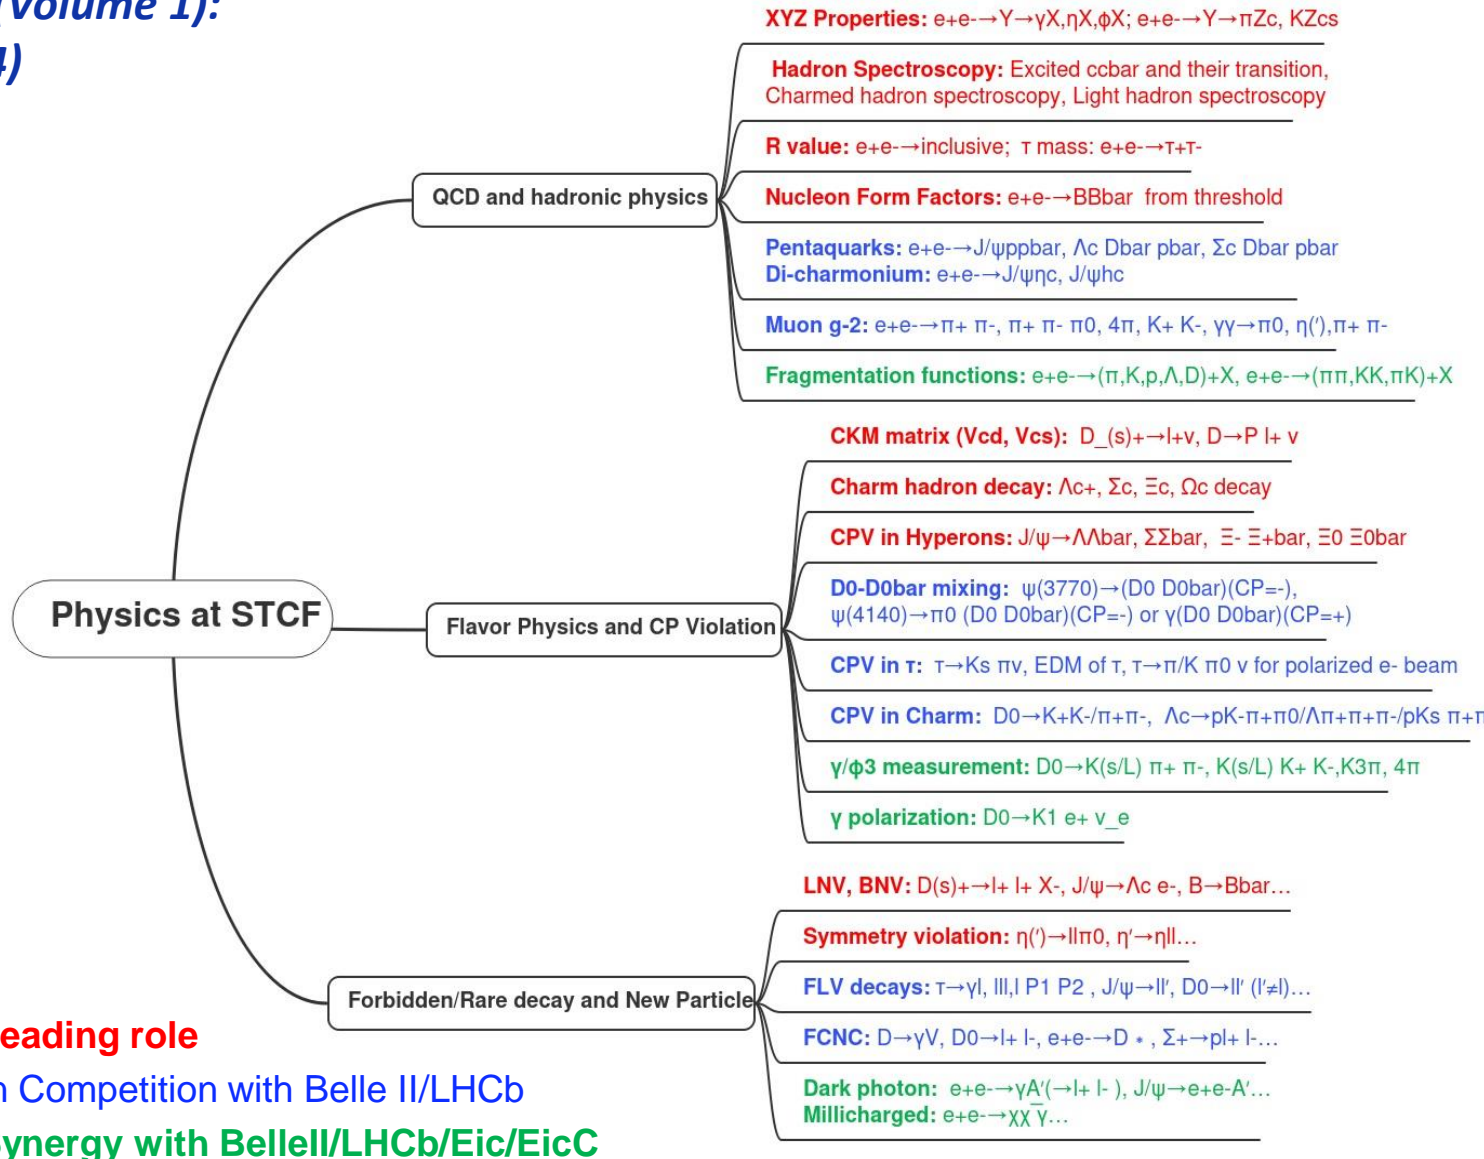 (Volume 1):
4)
XYZ Properties: e+e-→Y→γX,ηX,ϕX; e+e-→Y→πZc, KZcs
Hadron Spectroscopy: Excited ccbar and their transition,
Charmed hadron spectroscopy, Light hadron spectroscopy
R value: e+e-→inclusive; τ mass: e+e-→τ+τ-
QCD and hadronic physics
Nucleon Form Factors: e+e-→BBbar from threshold
Pentaquarks: e+e-→J/ψppbar, Λc Dbar pbar, Σc Dbar pbar
Di-charmonium: e+e-→J/ψηc, J/ψhc
Muon g-2: e+e-→π+ π-, π+ π- π0, 4π, K+ K-, γγ→π0, η(′),π+ π-
Fragmentation functions: e+e-→(π,K,p,Λ,D)+X, e+e-→(ππ,KK,πK)+X
CKM matrix (Vcd, Vcs): D_(s)+→l+ν, D→P l+ ν
Charm hadron decay: Λc+, Σc, Ξc, Ωc decay
CPV in Hyperons: J/ψ→ΛΛbar, ΣΣbar, Ξ- Ξ+bar, Ξ0 Ξ0bar
D0-D0bar mixing: ψ(3770)→(D0 D0bar)(CP=-),
ψ(4140)→π0 (D0 D0bar)(CP=-) or γ(D0 D0bar)(CP=+)
Physics at STCF
Flavor Physics and CP Violation
CPV in τ: τ→Ks πν, EDM of τ, τ→π/K π0 ν for polarized e- beam
CPV in Charm: D0→K+K-/π+π-, Λc→pK-π+π0/Λπ+π+π-/pKs π+π
γ/ϕ3 measurement: D0→K(s/L) π+ π-, K(s/L) K+ K-,K3π, 4π
γ polarization: D0→K1 e+ ν_e
LNV, BNV: D(s)+→l+ l+ X-, J/ψ→Λc e-, B→Bbar…
Symmetry violation: η(′)→llπ0, η′→ηll…
FLV decays: τ→γl, lll,l P1 P2 , J/ψ→ll′, D0→ll′ (l′≠l)…
Forbidden/Rare decay and New Particle
FCNC: D→γV, D0→l+ l-, e+e-→D * , Σ+→pl+ l-…
Dark photon: e+e-→γA′(→l+ l- ), J/ψ→e+e-A′…
Millicharged: e+e-→χχ̅γ…
eading role
n Competition with Belle II/LHCb
Synergy with BelleII/LHCb/Eic/EicC